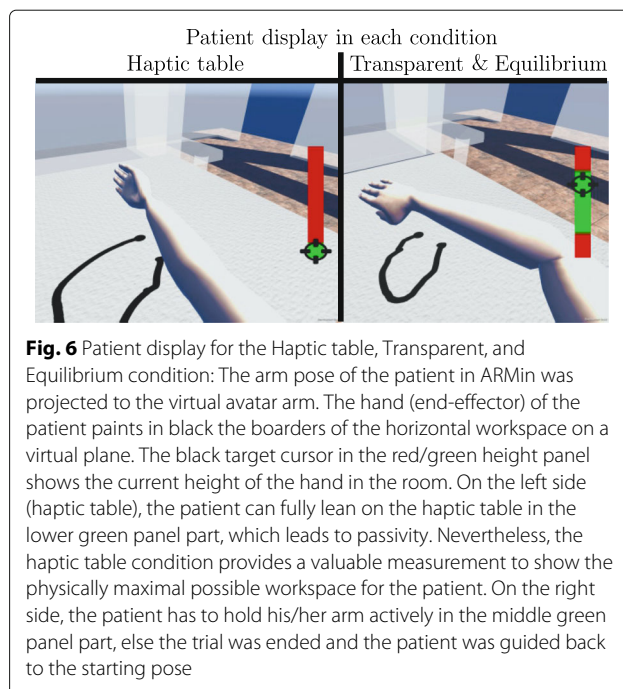 Patient display in each condition
Haptic table
Transparent & Equilibrium
Fig. 6 Patient display for the Haptic table, Transparent, and
Equilibrium condition: The arm pose of the patient in ARMin was
projected to the virtual avatar arm. The hand (end-effector) of the
patient paints in black the boarders of the horizontal workspace on a
virtual plane. The black target cursor in the red/green height panel
shows the current height of the hand in the room. On the left side
(haptic table), the patient can fully lean on the haptic table in the
lower green panel part, which leads to passivity. Nevertheless, the
haptic table condition provides a valuable measurement to show the
physically maximal possible workspace for the patient. On the right
side, the patient has to hold his/her arm actively in the middle green
panel part, else the trial was ended and the patient was guided back
to the starting pose